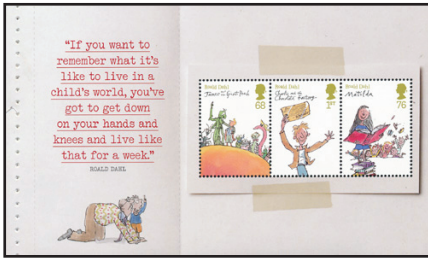 "If you want to
remember what it's
like to live in a
child's world, you've
got to get down
on your hands and
knees and live like
that for a week."
ROALD DAHL
Roald Dahl
James and the Giant Peach
68
Roald Dahl
Charlie and the
Chocolate Factory
1ST
Roald Dahl
Matilda
76